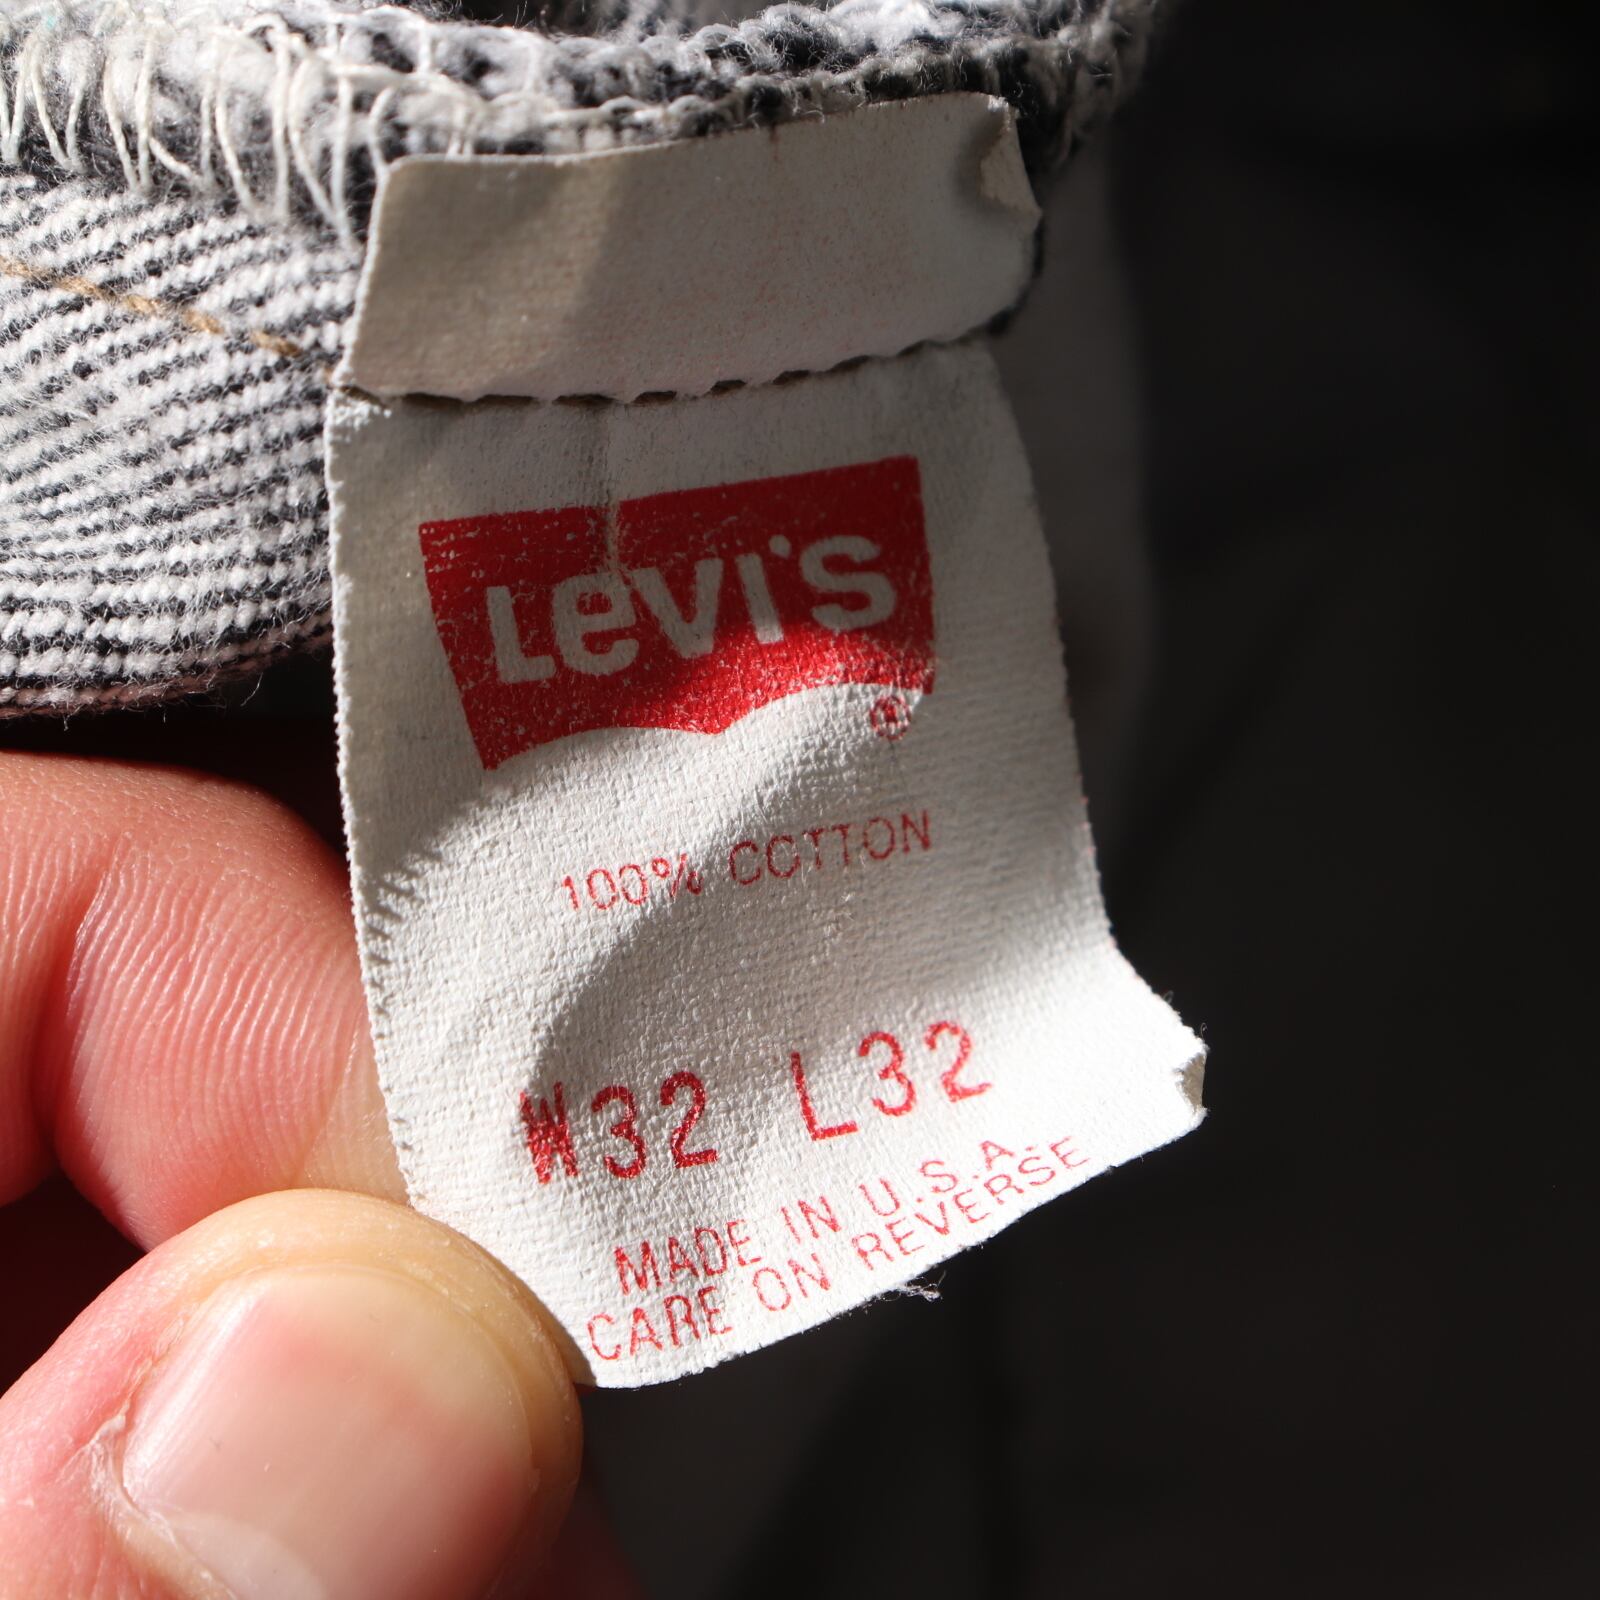 Levi's
®
100% COTTON
W32 L32
MADE IN U.S.A.
CARE ON REVERSE